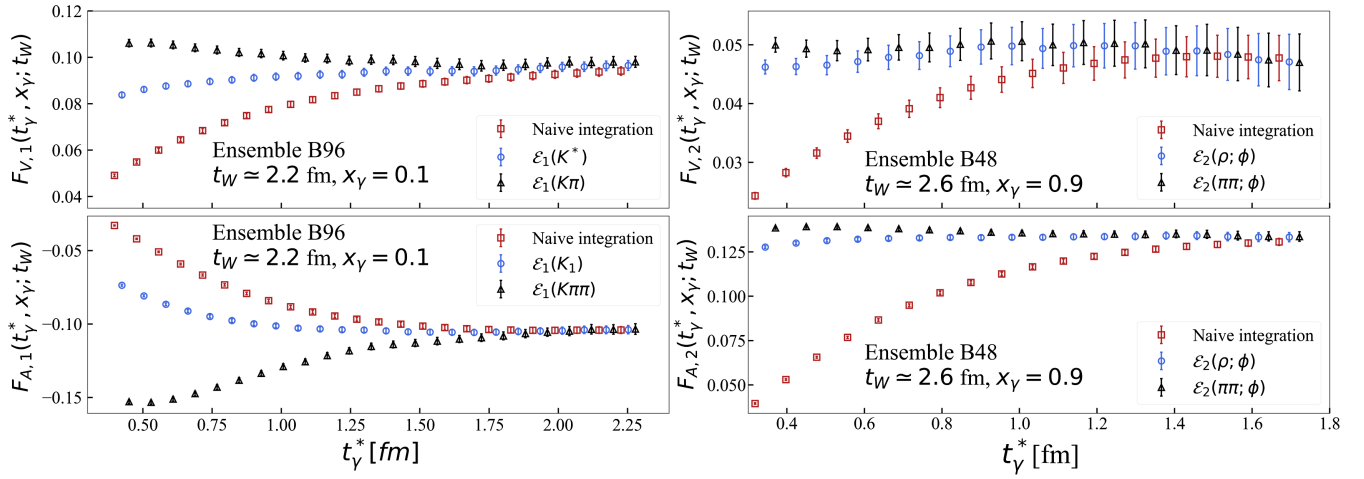 0.12
0.10
0.08
0.06
0.04
F_{V,1}(t_γ^*, x_γ; t_W)
Ensemble B96
t_W ≃ 2.2 fm, x_γ = 0.1
Naive integration
ℰ_1(K^*)
ℰ_1(Kπ)
0.05
0.04
0.03
F_{V,2}(t_γ^*, x_γ; t_W)
Ensemble B48
t_W ≃ 2.6 fm, x_γ = 0.9
Naive integration
ℰ_2(ρ; ϕ)
ℰ_2(ππ; ϕ)
−0.05
−0.10
−0.15
F_{A,1}(t_γ^*, x_γ; t_W)
Ensemble B96
t_W ≃ 2.2 fm, x_γ = 0.1
Naive integration
ℰ_1(K_1)
ℰ_1(Kππ)
0.50 0.75 1.00 1.25 1.50 1.75 2.00 2.25
t_γ^* [fm]
0.125
0.100
0.075
0.050
F_{A,2}(t_γ^*, x_γ; t_W)
Ensemble B48
t_W ≃ 2.6 fm, x_γ = 0.9
Naive integration
ℰ_2(ρ; ϕ)
ℰ_2(ππ; ϕ)
0.4 0.6 0.8 1.0 1.2 1.4 1.6 1.8
t_γ^* [fm]